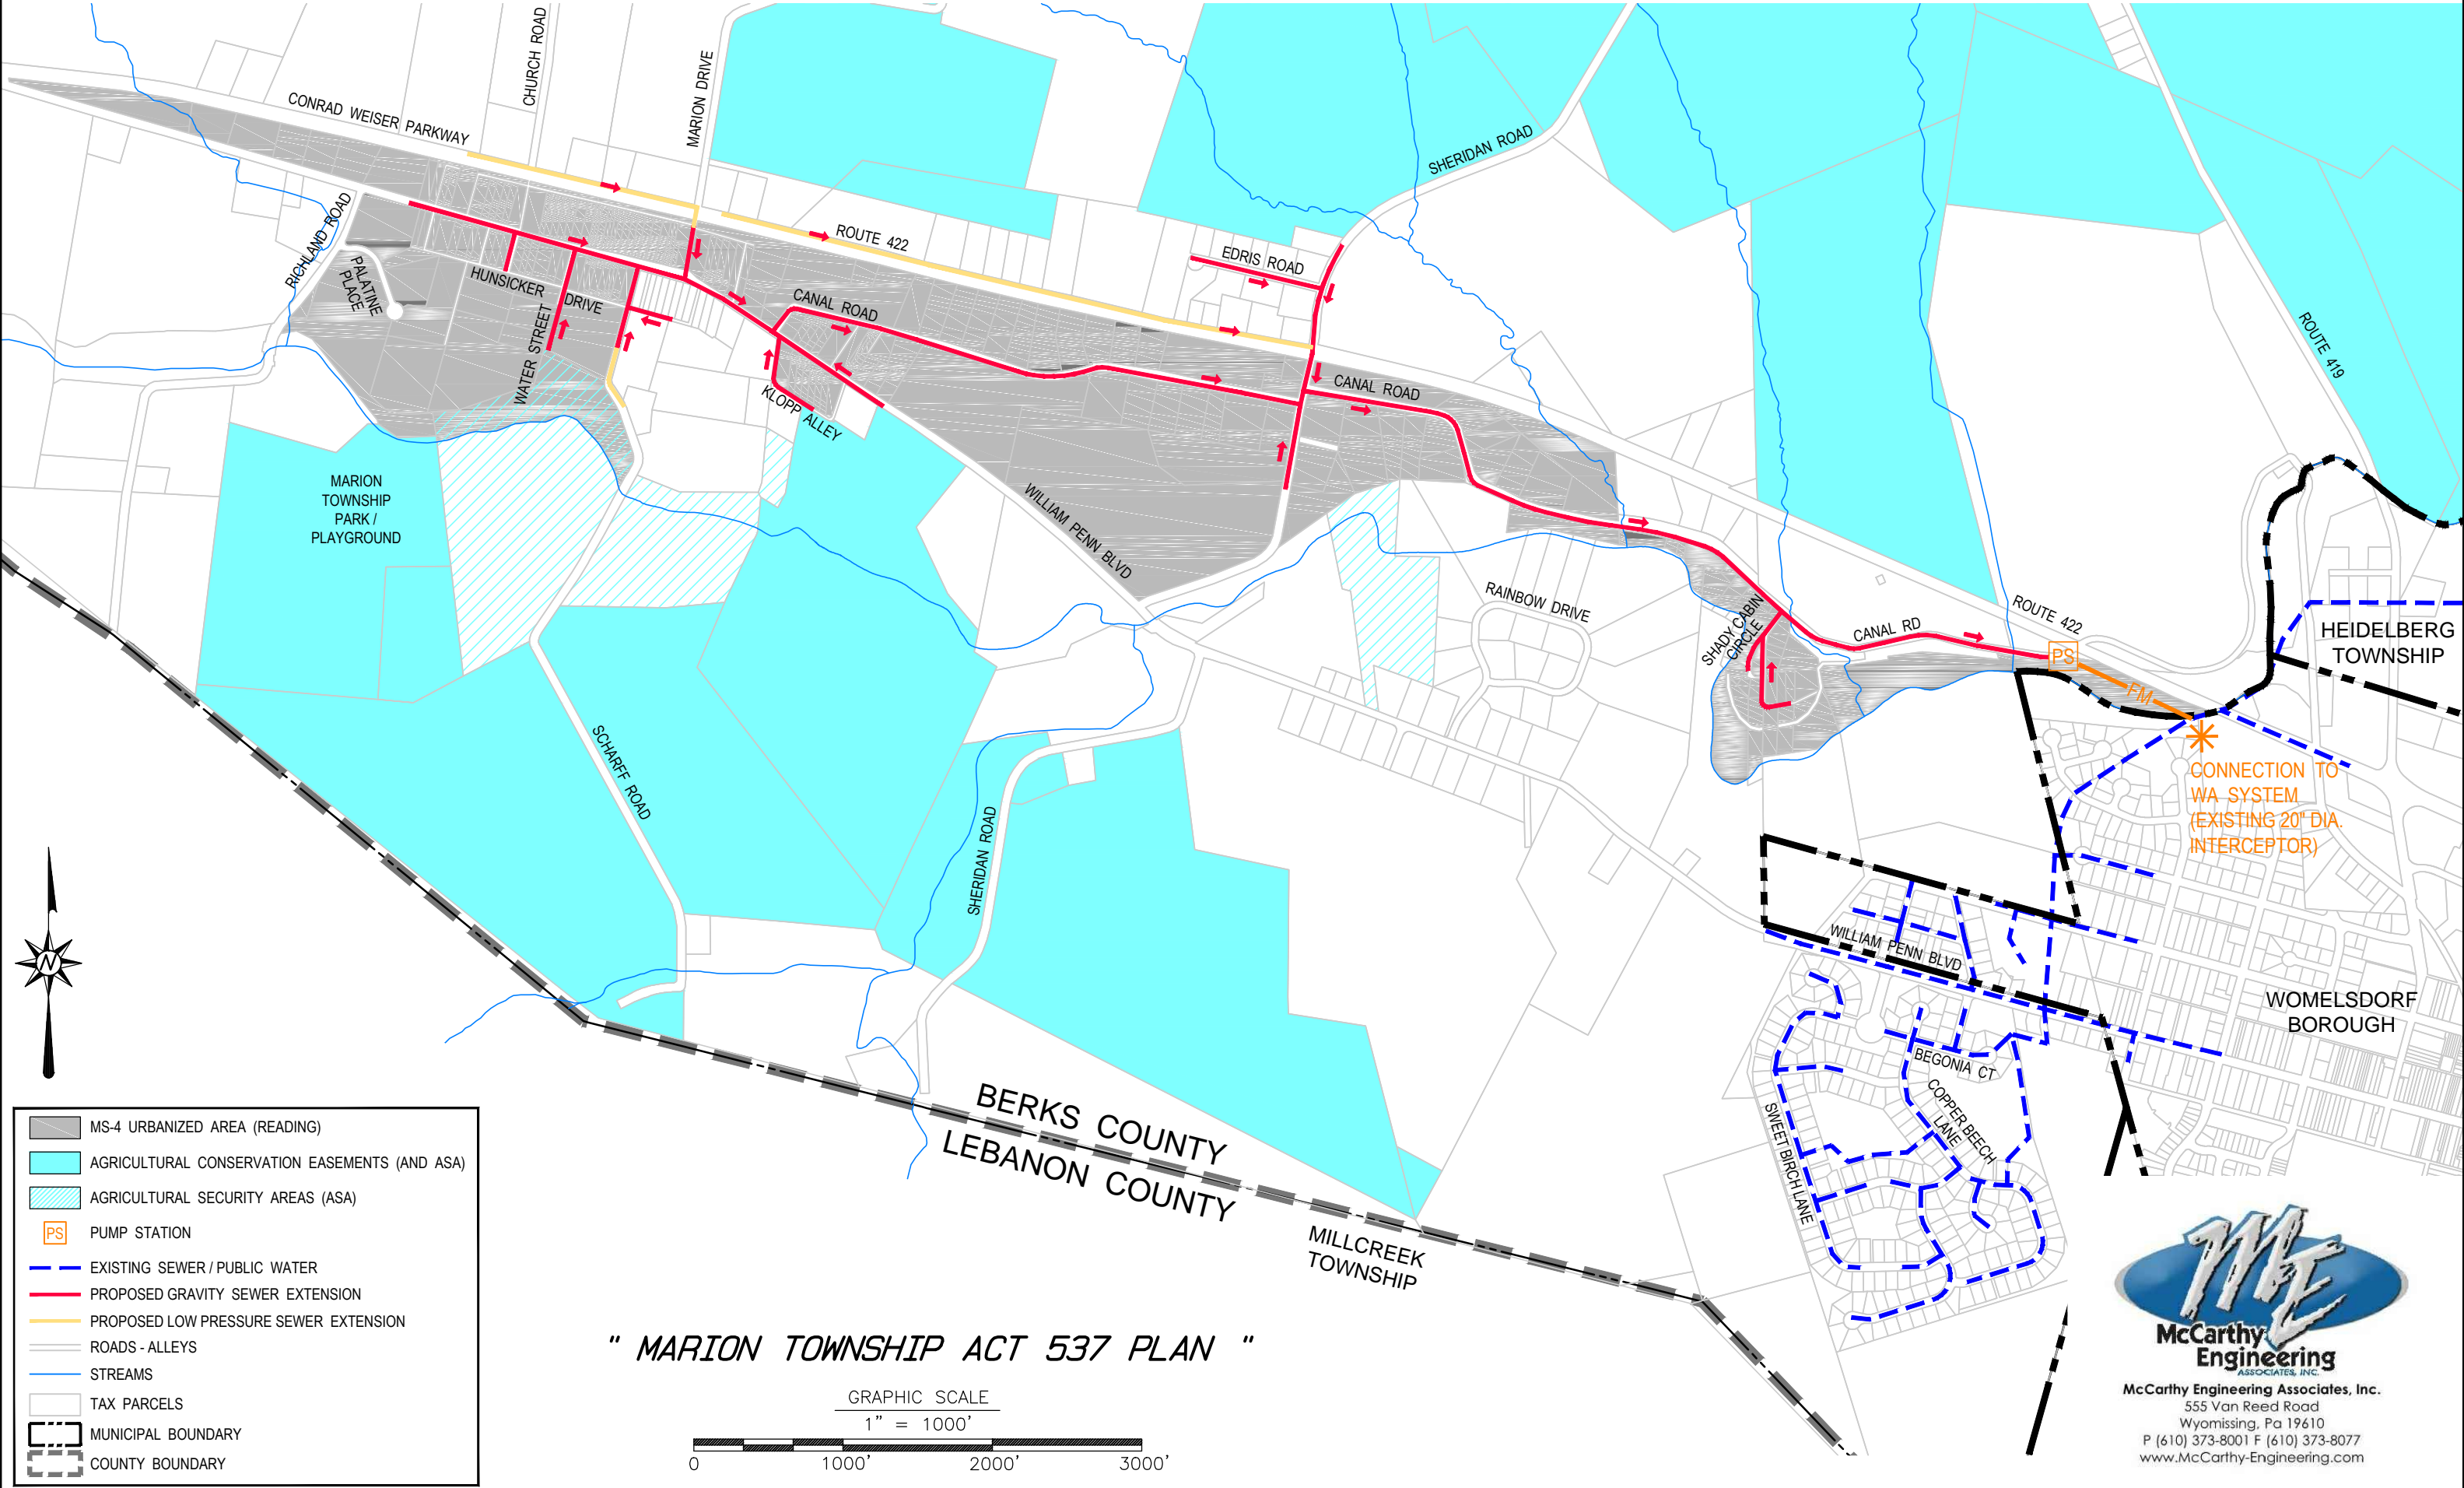 CHURCH ROAD
MARION DRIVE
CONRAD WEISER PARKWAY
SHERIDAN ROAD
RICHLAND ROAD
ROUTE 422
EDRIS ROAD
PALATINE
PLACE
HUNSICKER DRIVE
CANAL ROAD
ROUTE 419
WATER STREET
CANAL ROAD
KLOPP ALLEY
MARION
TOWNSHIP
PARK /
PLAYGROUND
WILLIAM PENN BLVD
RAINBOW DRIVE
SHADY CABIN
CIRCLE
CANAL RD
ROUTE 422
PS
FM
HEIDELBERG
TOWNSHIP
SCHARFF ROAD
SHERIDAN ROAD
CONNECTION TO
WA SYSTEM
(EXISTING 20" DIA.
INTERCEPTOR)
N
WILLIAM PENN BLVD
WOMELSDORF
BOROUGH
BEGONIA CT
COPPER BEECH
LANE
SWEET BIRCH LANE
BERKS COUNTY
LEBANON COUNTY
MILLCREEK
TOWNSHIP
MS-4 URBANIZED AREA (READING)
AGRICULTURAL CONSERVATION EASEMENTS (AND ASA)
AGRICULTURAL SECURITY AREAS (ASA)
PS PUMP STATION
EXISTING SEWER / PUBLIC WATER
PROPOSED GRAVITY SEWER EXTENSION
PROPOSED LOW PRESSURE SEWER EXTENSION
ROADS - ALLEYS
STREAMS
TAX PARCELS
MUNICIPAL BOUNDARY
COUNTY BOUNDARY
" MARION TOWNSHIP ACT 537 PLAN "
GRAPHIC SCALE
1" = 1000'
0 1000' 2000' 3000'
ME
McCarthy
Engineering
ASSOCIATES, INC.
McCarthy Engineering Associates, Inc.
555 Van Reed Road
Wyomissing, Pa 19610
P (610) 373-8001 F (610) 373-8077
www.McCarthy-Engineering.com